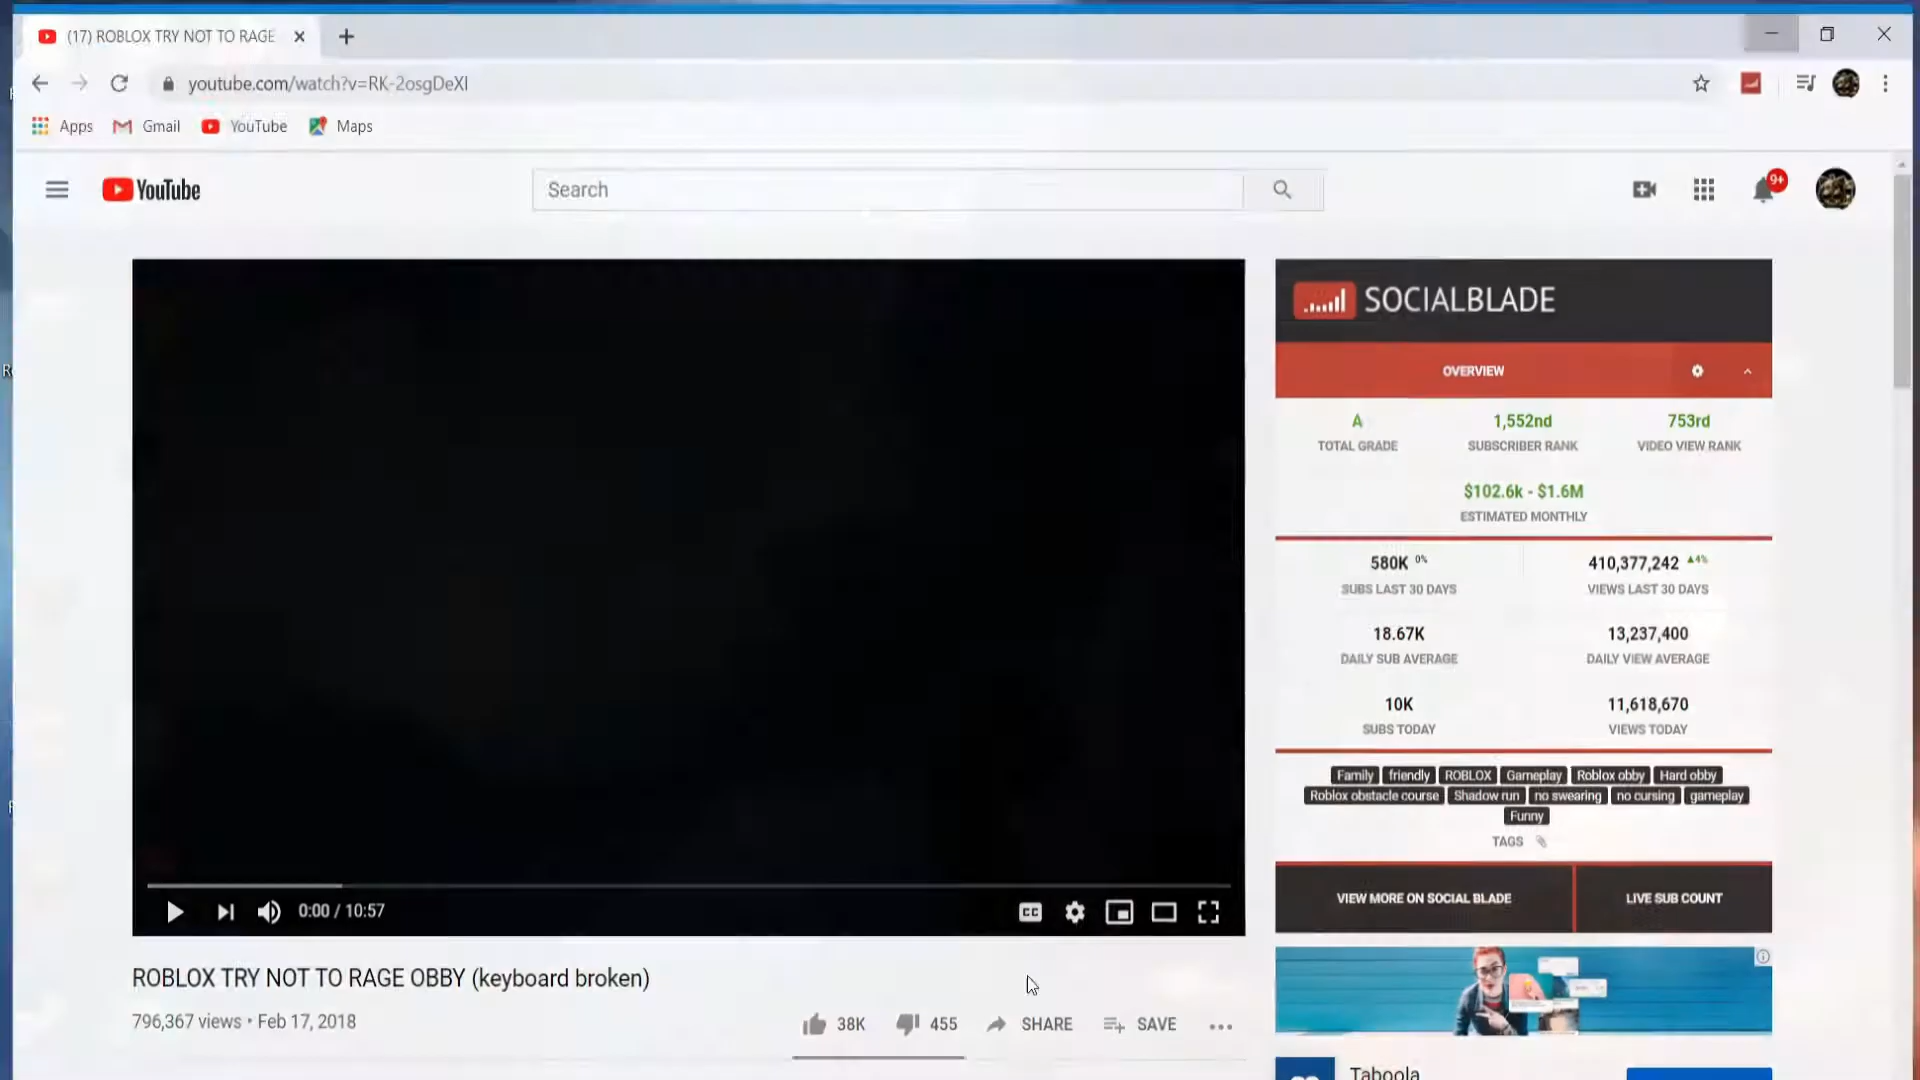 (17) ROBLOX TRY NOT TO RAGE
youtube.com/watch?v=RK-2osgDeXI
Apps Gmail YouTube Maps
YouTube
Search
9+
SOCIALBLADE
OVERVIEW
A 1,552nd 753rd
TOTAL GRADE SUBSCRIBER RANK VIDEO VIEW RANK
$102.6k - $1.6M
ESTIMATED MONTHLY
580K 0% 410,377,242 ▲4%
SUBS LAST 30 DAYS VIEWS LAST 30 DAYS
18.67K 13,237,400
DAILY SUB AVERAGE DAILY VIEW AVERAGE
10K 11,618,670
SUBS TODAY VIEWS TODAY
Family friendly ROBLOX Gameplay Roblox obby Hard obby
Roblox obstacle course Shadow run no swearing no cursing gameplay
Funny
TAGS
VIEW MORE ON SOCIAL BLADE LIVE SUB COUNT
0:00 / 10:57
CC
ROBLOX TRY NOT TO RAGE OBBY (keyboard broken)
796,367 views • Feb 17, 2018
38K 455 SHARE SAVE
Taboola